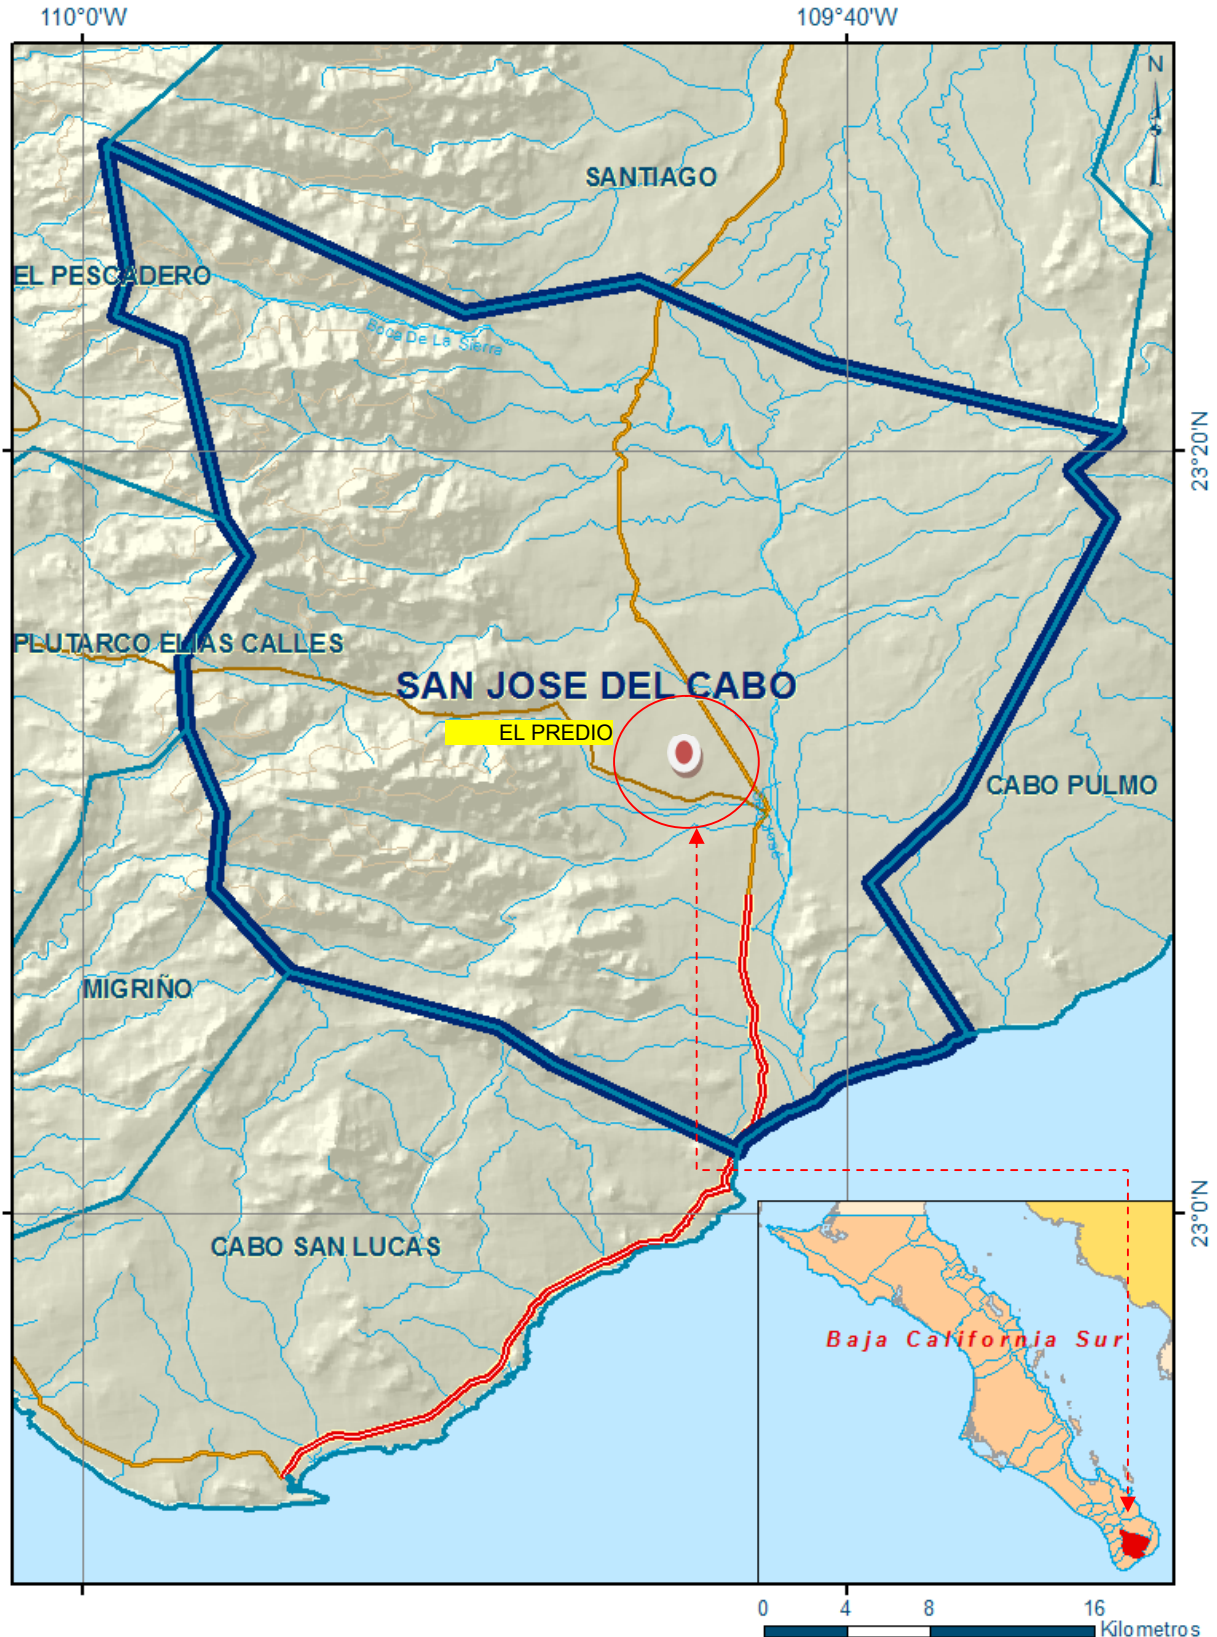 110°0'W
109°40'W
N
SANTIAGO
EL PESCADERO
Boca De La Sierra
23°20'N
PLUTARCO ELIAS CALLES
SAN JOSE DEL CABO
EL PREDIO
CABO PULMO
José
MIGRIÑO
23°0'N
CABO SAN LUCAS
Baja California Sur
0 4 8 16
Kilometros